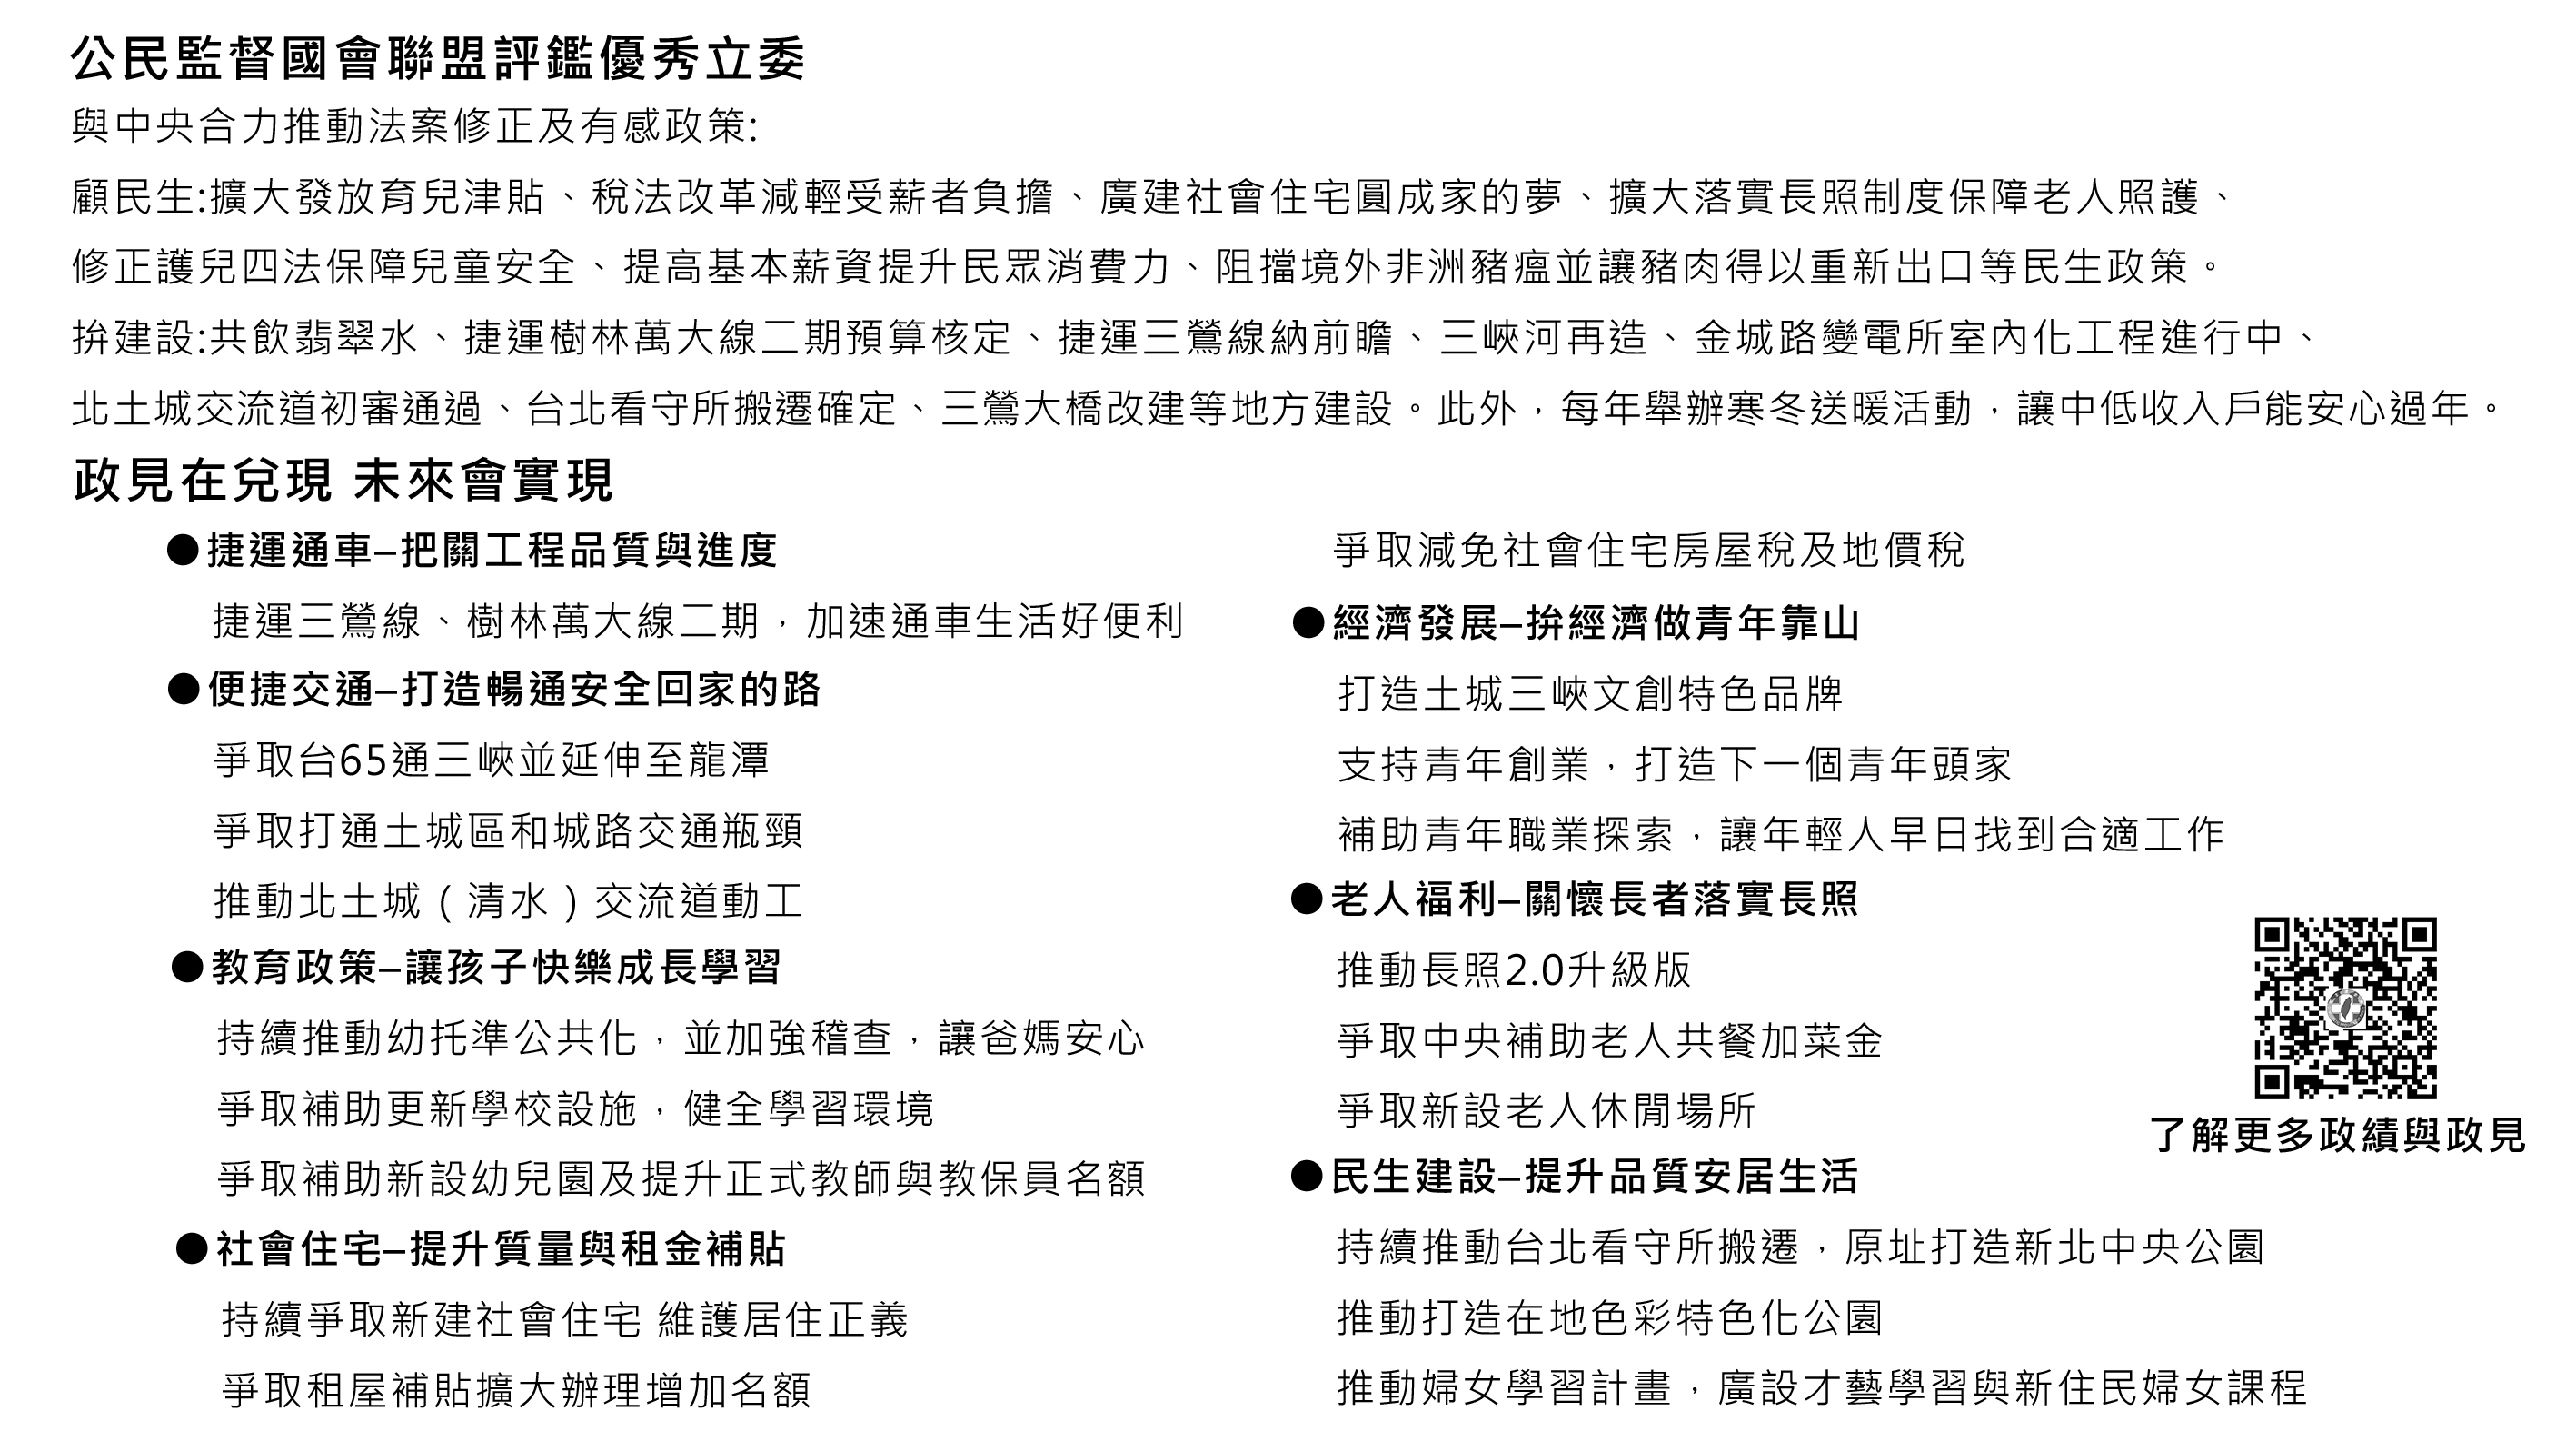 公民監督國會聯盟評鑑優秀立委
與中央合力推動法案修正及有感政策:
顧民生:擴大發放育兒津貼、稅法改革減輕受薪者負擔、廣建社會住宅圓成家的夢、擴大落實長照制度保障老人照護、
修正護兒四法保障兒童安全、提高基本薪資提升民眾消費力、阻擋境外非洲豬瘟並讓豬肉得以重新出口等民生政策。
拚建設:共飲翡翠水、捷運樹林萬大線二期預算核定、捷運三鶯線納前瞻、三峽河再造、金城路變電所室內化工程進行中、
北土城交流道初審通過、台北看守所搬遷確定、三鶯大橋改建等地方建設。此外，每年舉辦寒冬送暖活動，讓中低收入戶能安心過年。
政見在兌現 未來會實現
●捷運通車–把關工程品質與進度
捷運三鶯線、樹林萬大線二期，加速通車生活好便利
●便捷交通–打造暢通安全回家的路
爭取台65通三峽並延伸至龍潭
爭取打通土城區和城路交通瓶頸
推動北土城（清水）交流道動工
●教育政策–讓孩子快樂成長學習
持續推動幼托準公共化，並加強稽查，讓爸媽安心
爭取補助更新學校設施，健全學習環境
爭取補助新設幼兒園及提升正式教師與教保員名額
●社會住宅–提升質量與租金補貼
持續爭取新建社會住宅 維護居住正義
爭取租屋補貼擴大辦理增加名額
爭取減免社會住宅房屋稅及地價稅
●經濟發展–拚經濟做青年靠山
打造土城三峽文創特色品牌
支持青年創業，打造下一個青年頭家
補助青年職業探索，讓年輕人早日找到合適工作
●老人福利–關懷長者落實長照
推動長照2.0升級版
爭取中央補助老人共餐加菜金
爭取新設老人休閒場所
●民生建設–提升品質安居生活
持續推動台北看守所搬遷，原址打造新北中央公園
推動打造在地色彩特色化公園
推動婦女學習計畫，廣設才藝學習與新住民婦女課程
了解更多政績與政見